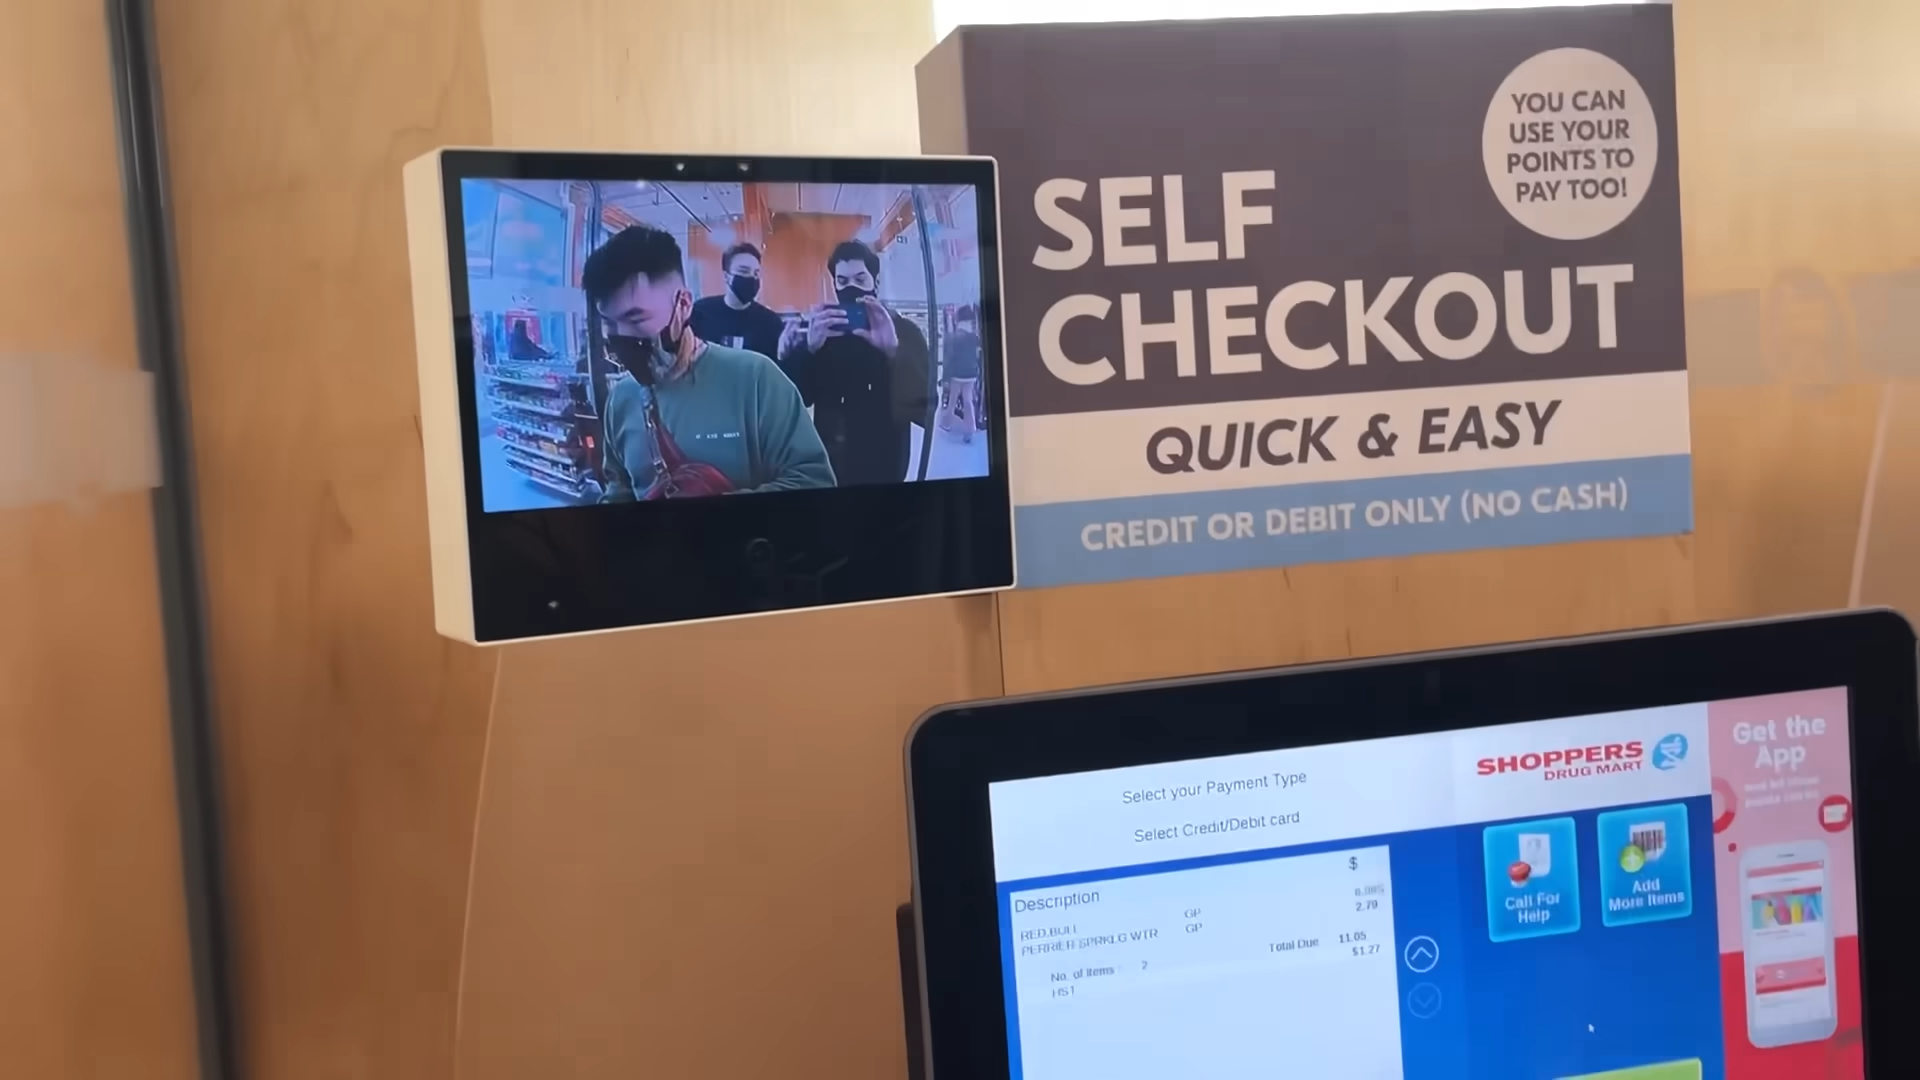 YOU CAN
USE YOUR
POINTS TO
PAY TOO!
SELF
CHECKOUT
QUICK & EASY
CREDIT OR DEBIT ONLY (NO CASH)
SHOPPERS
DRUG MART
Get the
App
Select your Payment Type
Select Credit/Debit card
Description $
RED.BULL GP
PERRIER SPRKLG WTR GP 2.79
Total Due 11.05
No. of Items 2 $1.27
HS1
Call For
Help
Add
More Items